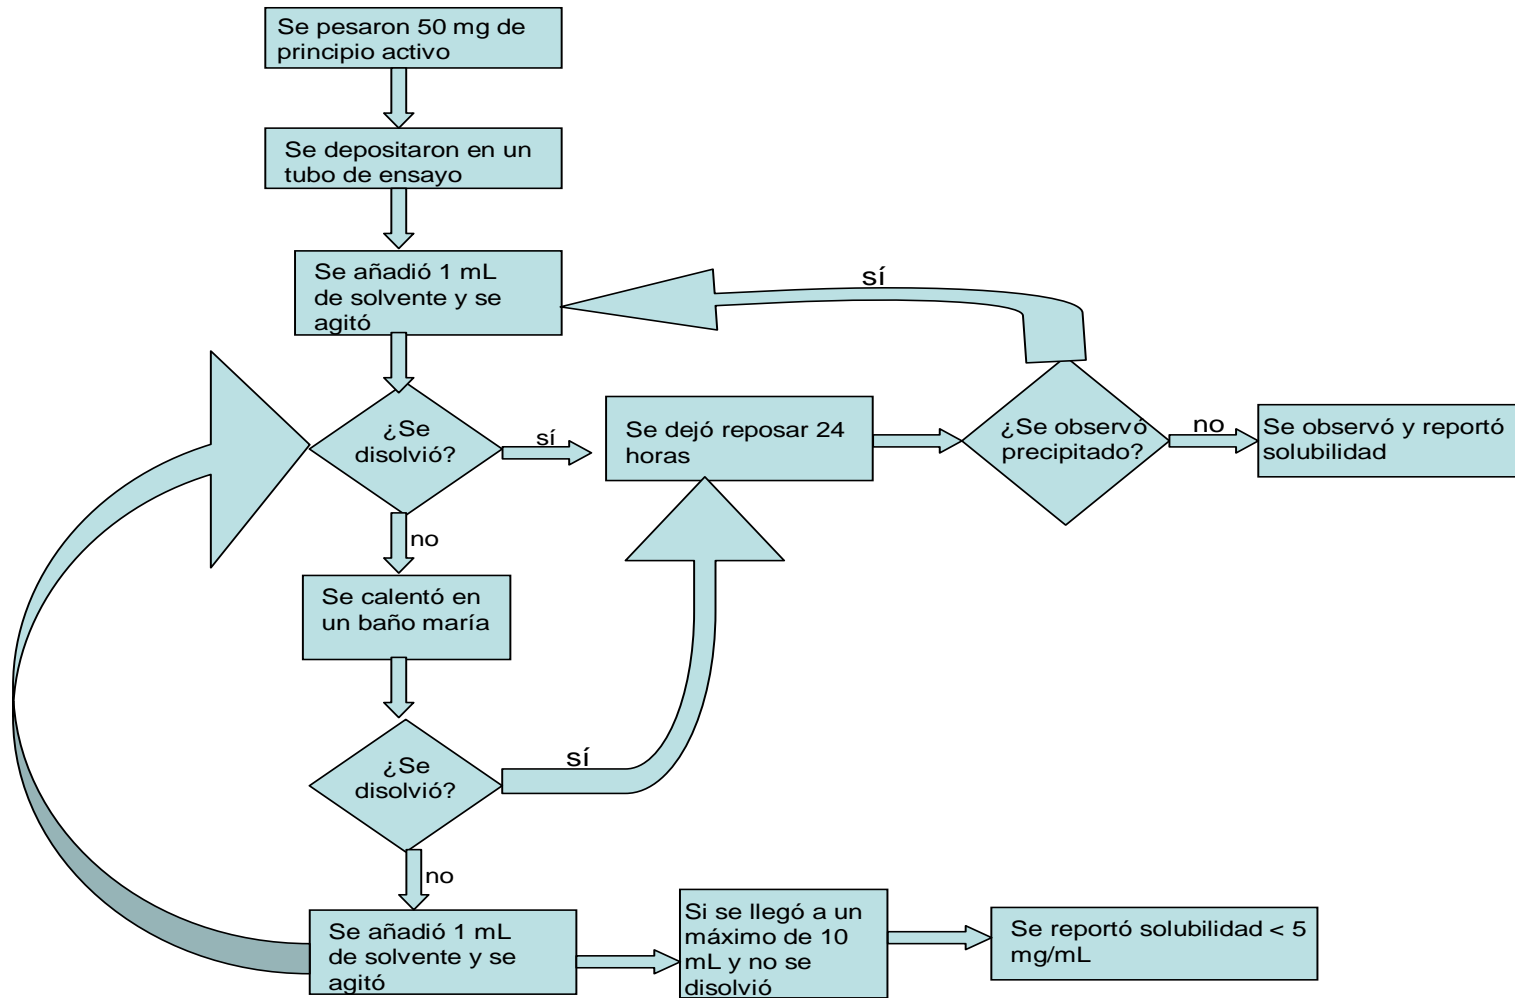 Se pesaron 50 mg de
principio activo
Se depositaron en un
tubo de ensayo
Se añadió 1 mL
de solvente y se
agitó
sí
¿Se
disolvió?
sí
Se dejó reposar 24
horas
¿Se observó
precipitado?
no
Se observó y reportó
solubilidad
no
Se calentó en
un baño maría
¿Se
disolvió?
sí
no
Se añadió 1 mL
de solvente y se
agitó
Si se llegó a un
máximo de 10
mL y no se
disolvió
Se reportó solubilidad < 5
mg/mL